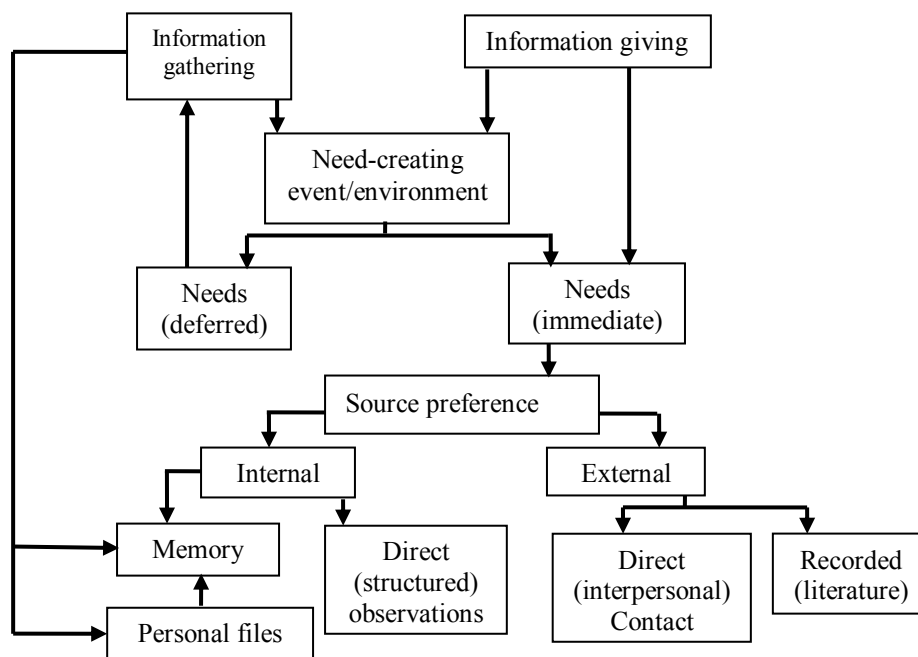 Information
gathering
Information giving
Need-creating
event/environment
Needs
(deferred)
Needs
(immediate)
Source preference
Internal
External
Memory
Direct
(structured)
observations
Direct
(interpersonal)
Contact
Recorded
(literature)
Personal files